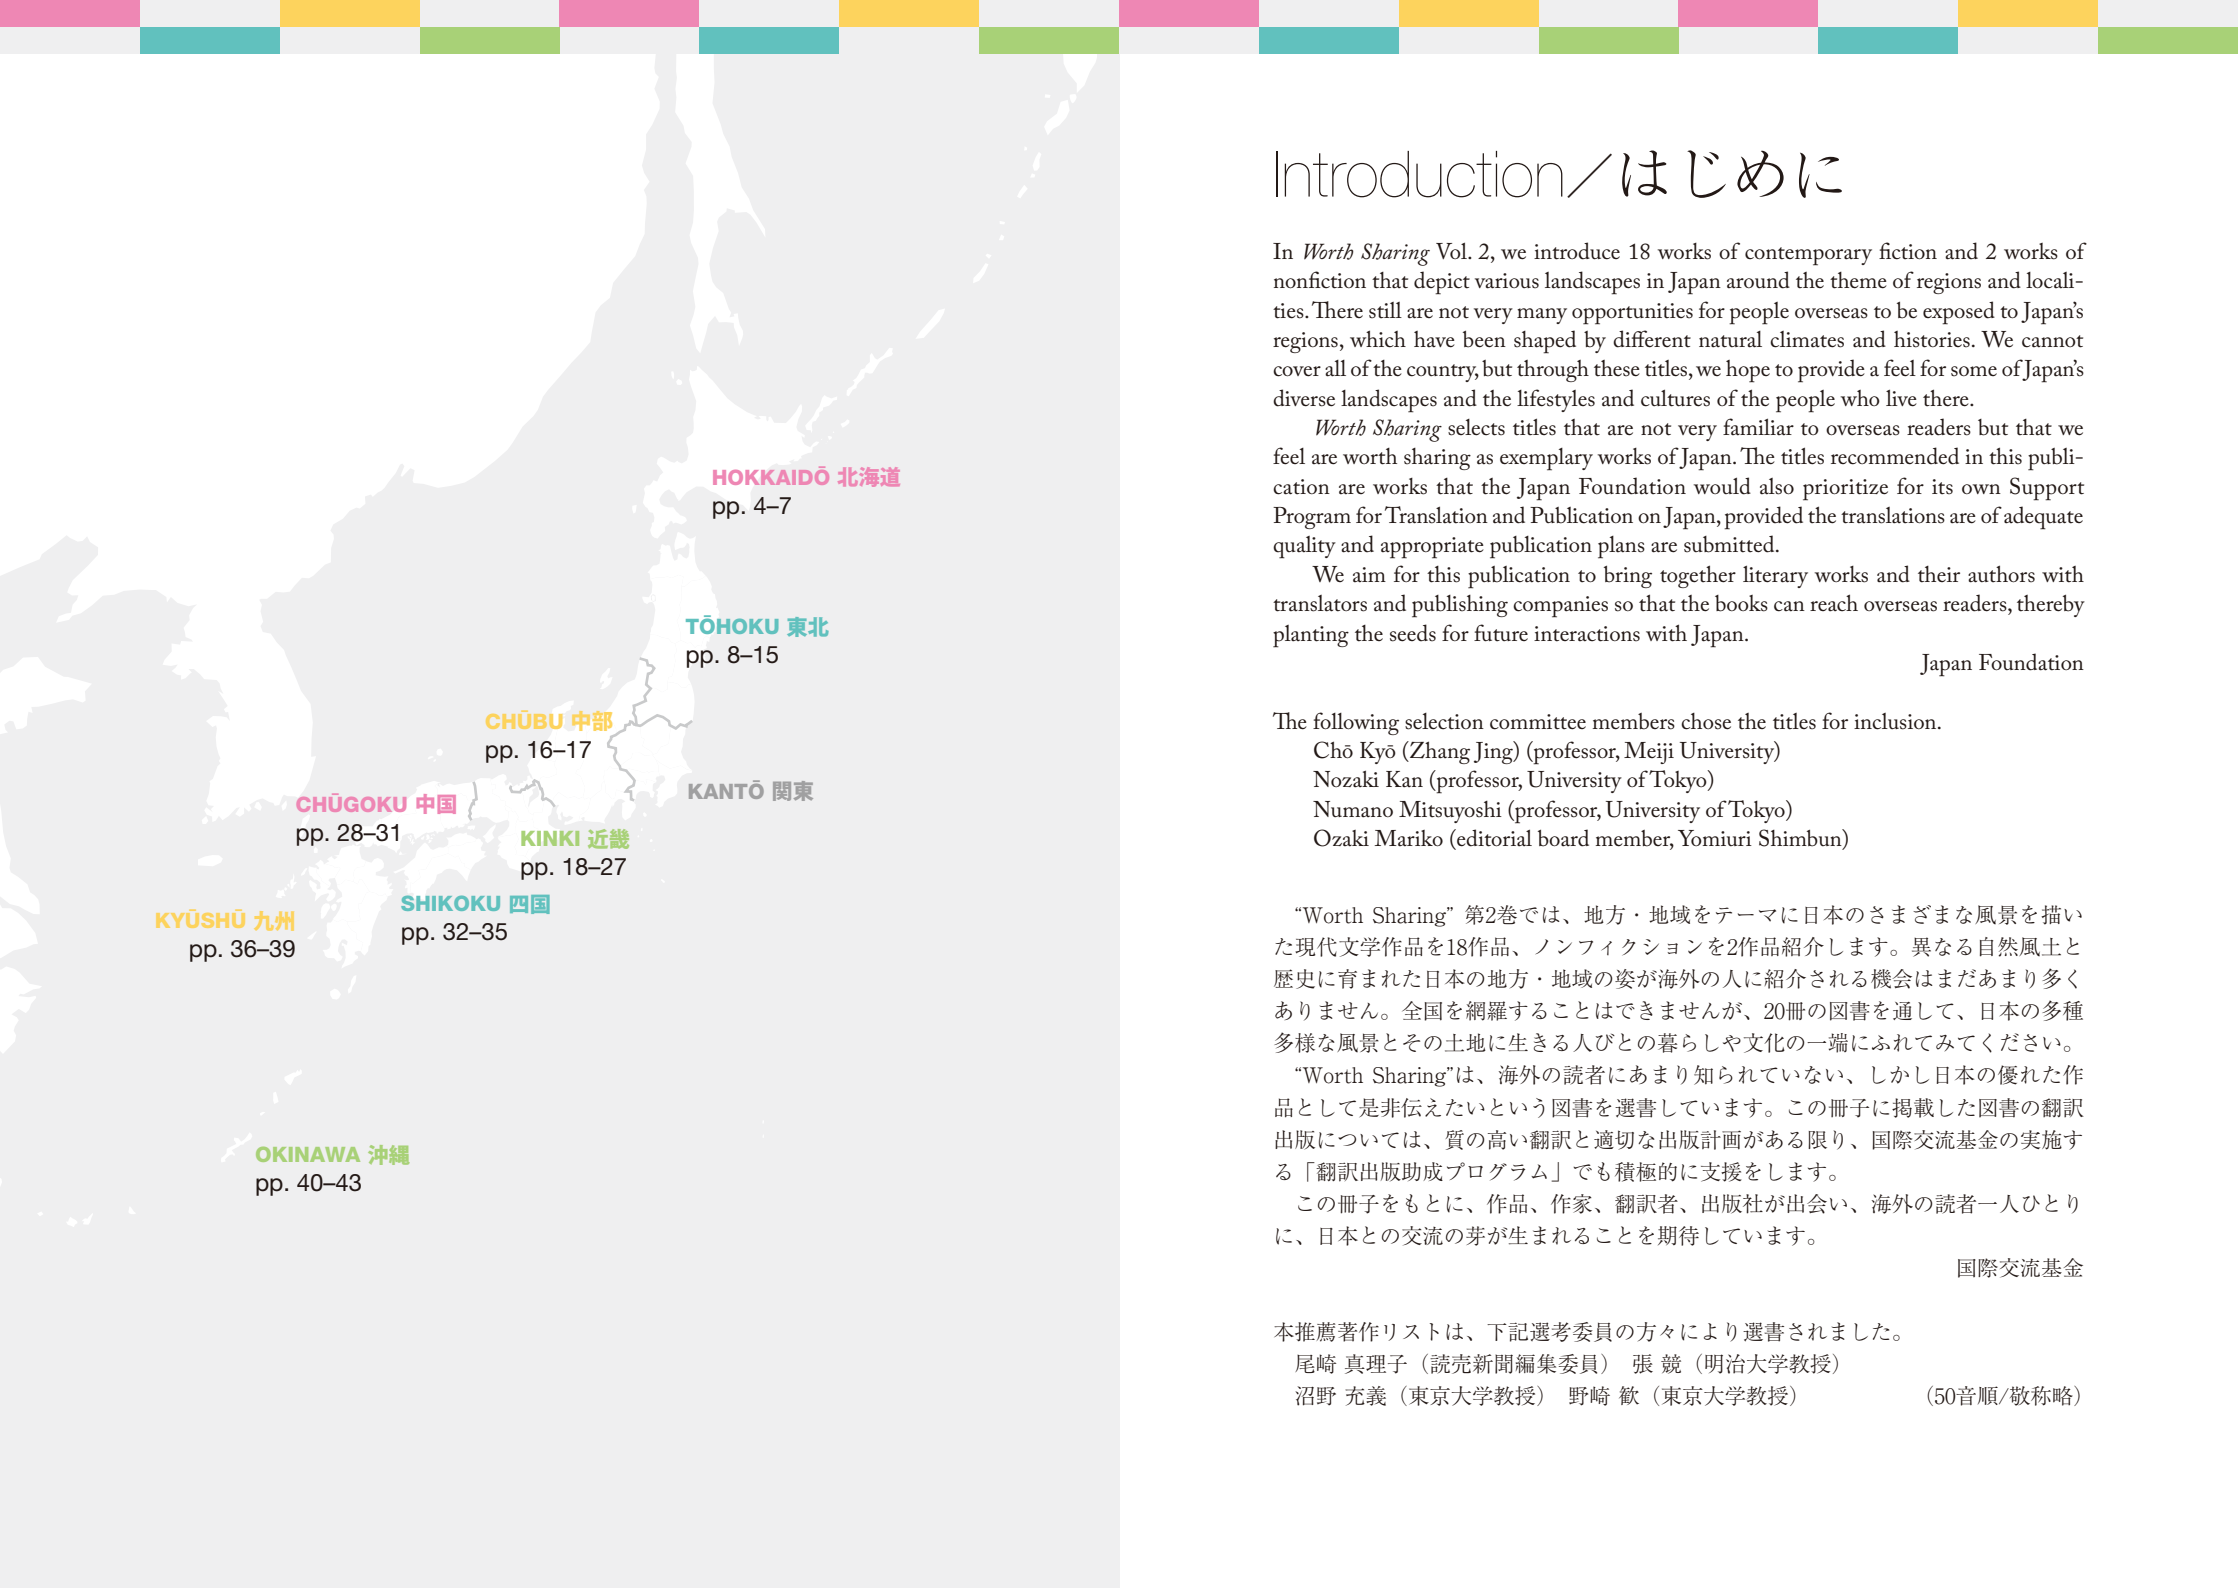 HOKKAIDŌ 北海道
pp. 4–7
TŌHOKU 東北
pp. 8–15
CHŪBU 中部
pp. 16–17
KANTŌ 関東
CHŪGOKU 中国
pp. 28–31
KINKI 近畿
pp. 18–27
SHIKOKU 四国
pp. 32–35
KYŪSHŪ 九州
pp. 36–39
OKINAWA 沖縄
pp. 40–43
Introduction／はじめに
In Worth Sharing Vol. 2, we introduce 18 works of contemporary fiction and 2 works of
nonfiction that depict various landscapes in Japan around the theme of regions and locali-
ties. There still are not very many opportunities for people overseas to be exposed to Japan’s
regions, which have been shaped by different natural climates and histories. We cannot
cover all of the country, but through these titles, we hope to provide a feel for some of Japan’s
diverse landscapes and the lifestyles and cultures of the people who live there.
Worth Sharing selects titles that are not very familiar to overseas readers but that we
feel are worth sharing as exemplary works of Japan. The titles recommended in this publi-
cation are works that the Japan Foundation would also prioritize for its own Support
Program for Translation and Publication on Japan, provided the translations are of adequate
quality and appropriate publication plans are submitted.
We aim for this publication to bring together literary works and their authors with
translators and publishing companies so that the books can reach overseas readers, thereby
planting the seeds for future interactions with Japan.
Japan Foundation
The following selection committee members chose the titles for inclusion.
Chō Kyō (Zhang Jing) (professor, Meiji University)
Nozaki Kan (professor, University of Tokyo)
Numano Mitsuyoshi (professor, University of Tokyo)
Ozaki Mariko (editorial board member, Yomiuri Shimbun)
“Worth Sharing” 第2巻では、地方・地域をテーマに日本のさまざまな風景を描い
た現代文学作品を18作品、ノンフィクションを2作品紹介します。異なる自然風土と
歴史に育まれた日本の地方・地域の姿が海外の人に紹介される機会はまだあまり多く
ありません。全国を網羅することはできませんが、20冊の図書を通して、日本の多種
多様な風景とその土地に生きる人びとの暮らしや文化の一端にふれてみてください。
“Worth Sharing”は、海外の読者にあまり知られていない、しかし日本の優れた作
品として是非伝えたいという図書を選書しています。この冊子に掲載した図書の翻訳
出版については、質の高い翻訳と適切な出版計画がある限り、国際交流基金の実施す
る「翻訳出版助成プログラム」でも積極的に支援をします。
この冊子をもとに、作品、作家、翻訳者、出版社が出会い、海外の読者一人ひとり
に、日本との交流の芽が生まれることを期待しています。
国際交流基金
本推薦著作リストは、下記選考委員の方々により選書されました。
尾崎 真理子（読売新聞編集委員） 張 競（明治大学教授）
沼野 充義（東京大学教授） 野崎 歓（東京大学教授） （50音順/敬称略）